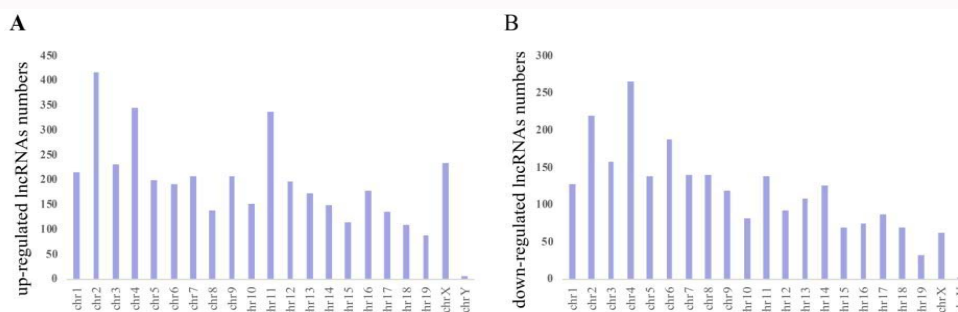 A
up-regulated lncRNAs numbers
450
400
350
300
250
200
150
100
50
0
chr1
chr2
chr3
chr4
chr5
chr6
chr7
chr8
chr9
hr10
hr11
hr12
hr13
hr14
hr15
hr16
hr17
hr18
hr19
chrX
chrY
B
down-regulated lncRNAs numbers
300
250
200
150
100
50
0
chr1
chr2
chr3
chr4
chr5
chr6
chr7
chr8
chr9
hr10
hr11
hr12
hr13
hr14
hr15
hr16
hr17
hr18
hr19
chrX